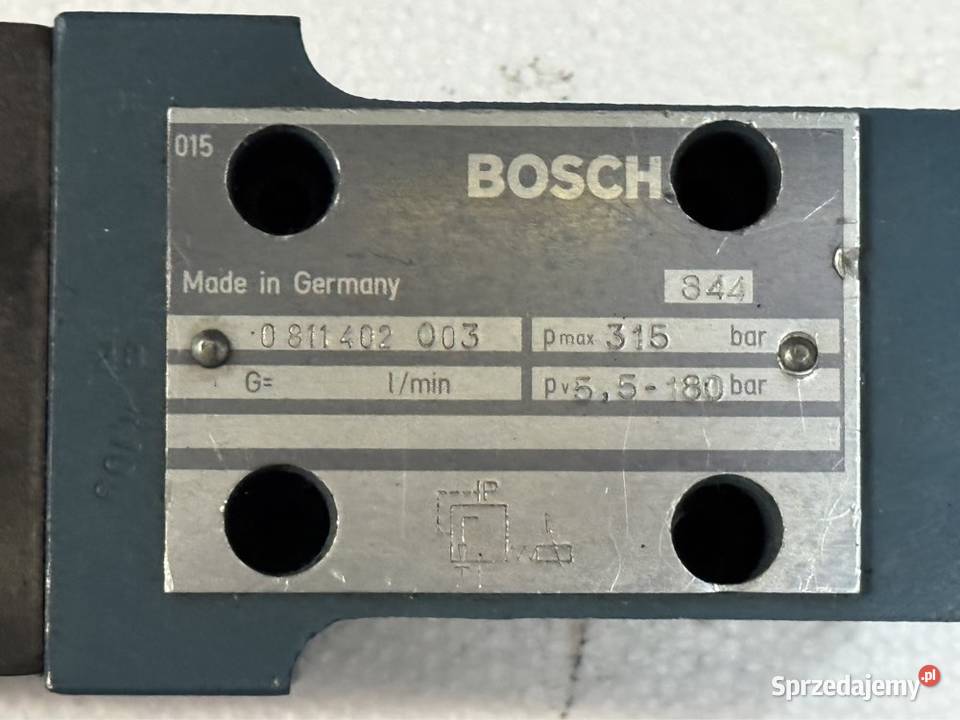 015
BOSCH
Made in Germany
844
0 811 402 003
pmax 315 bar
G= l/min
pv 5,5-180 bar
P
T
Sprzedajemy.pl